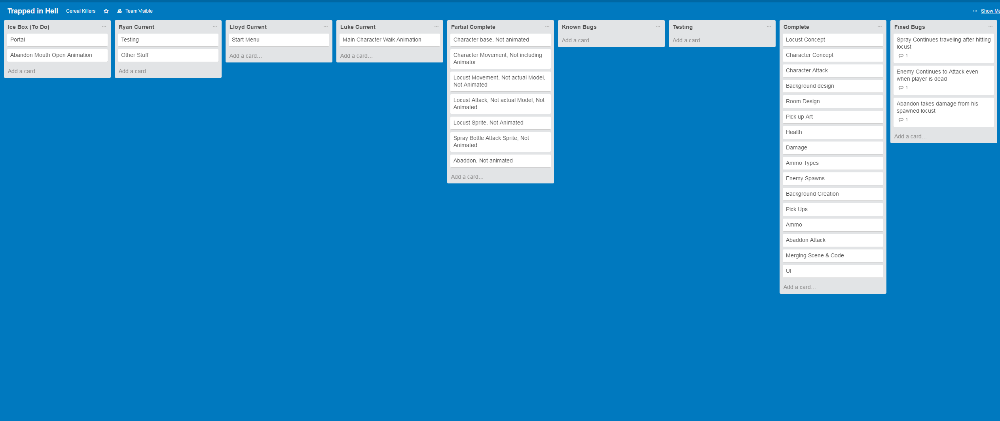 Trapped in Hell Cereal Killers Team Visible
... Show Me
Ice Box (To Do) ...
Portal
Abandon Mouth Open Animation
Add a card...
Ryan Current ...
Testing
Other Stuff
Add a card...
Lloyd Current ...
Start Menu
Add a card...
Luke Current ...
Main Character Walk Animation
Add a card...
Partial Complete ...
Character base, Not animated
Character Movement, Not including
Animator
Locust Movement, Not actual Model,
Not Animated
Locust Attack, Not actual Model, Not
Animated
Locust Sprite, Not Animated
Spray Bottle Attack Sprite, Not
Animated
Abaddon, Not animated
Add a card...
Known Bugs ...
Add a card...
Testing ...
Add a card...
Complete ...
Locust Concept
Character Concept
Character Attack
Background design
Room Design
Pick up Art
Health
Damage
Ammo Types
Enemy Spawns
Background Creation
Pick Ups
Ammo
Abaddon Attack
Merging Scene & Code
UI
Add a card...
Fixed Bugs ...
Spray Continues traveling after hitting
locust
1
Enemy Continues to Attack even
when player is dead
1
Abandon takes damage from his
spawned locust
1
Add a card...